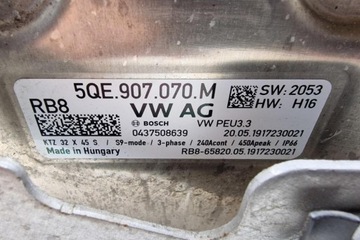 5QE.907.070.M
SW: 2053
HW: H16
RB8
VW AG
BOSCH
VW PEU3.3
0437508639
20.05.1917230021
KTZ 32 X 45 S / S9-mode / 3-phase / 240Acont / 450Apeak / IP66
Made in Hungary
RB8-65820.05.1917230021